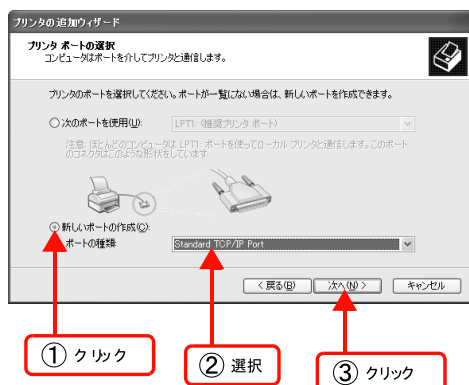 プリンタの追加ウィザード
プリンタ ポートの選択
コンピュータはポートを介してプリンタと通信します。
プリンタのポートを選択してください。ポートが一覧にない場合は、新しいポートを作成できます。
次のポートを使用(U):
LPT1: (推奨プリンタ ポート)
注意: ほとんどのコンピュータは LPT1: ポートを使ってローカル プリンタと通信します。このポート
のコネクタはこのような形状をしています:
新しいポートの作成(C):
ポートの種類:
Standard TCP/IP Port
< 戻る(B)
次へ(N) >
キャンセル
① クリック
② 選択
③ クリック